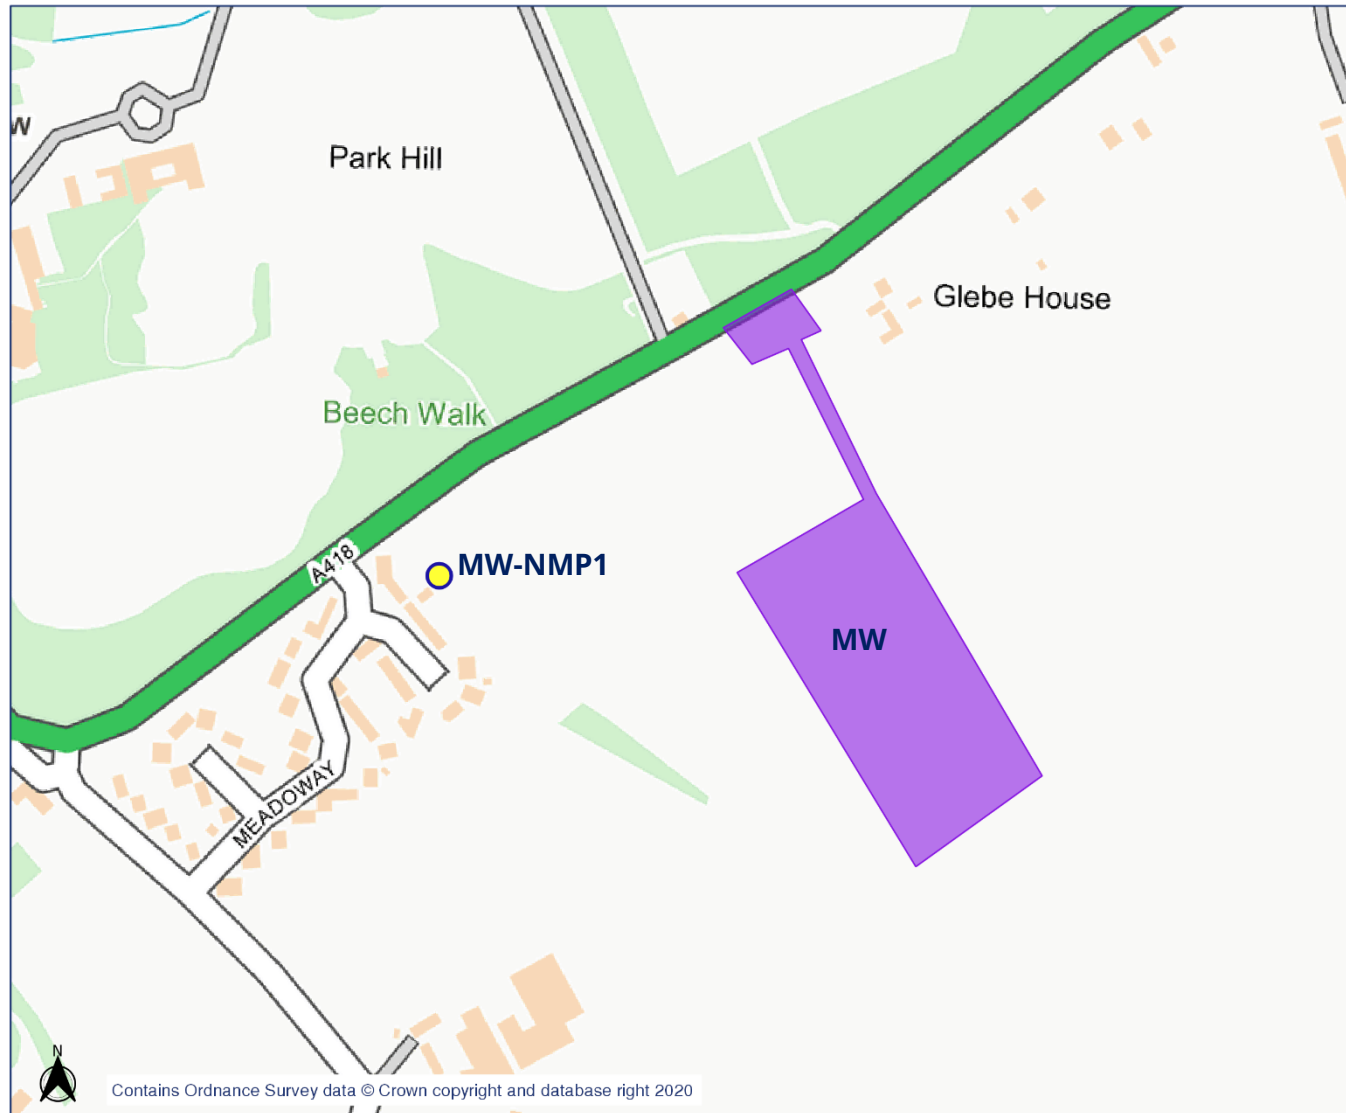 W
Park Hill
Glebe House
Beech Walk
A418
MW-NMP1
MW
MEADOWAY
N
Contains Ordnance Survey data © Crown copyright and database right 2020